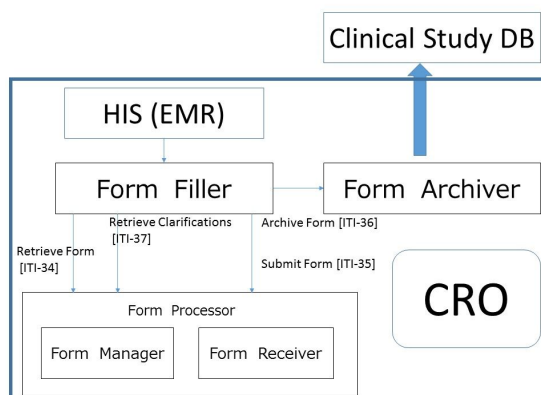 Clinical Study DB
HIS (EMR)
Form Filler
Form Archiver
Retrieve Clarifications
[ITI-37]
Archive Form [ITI-36]
Retrieve Form
[ITI-34]
Submit Form [ITI-35]
CRO
Form Processor
Form Manager
Form Receiver